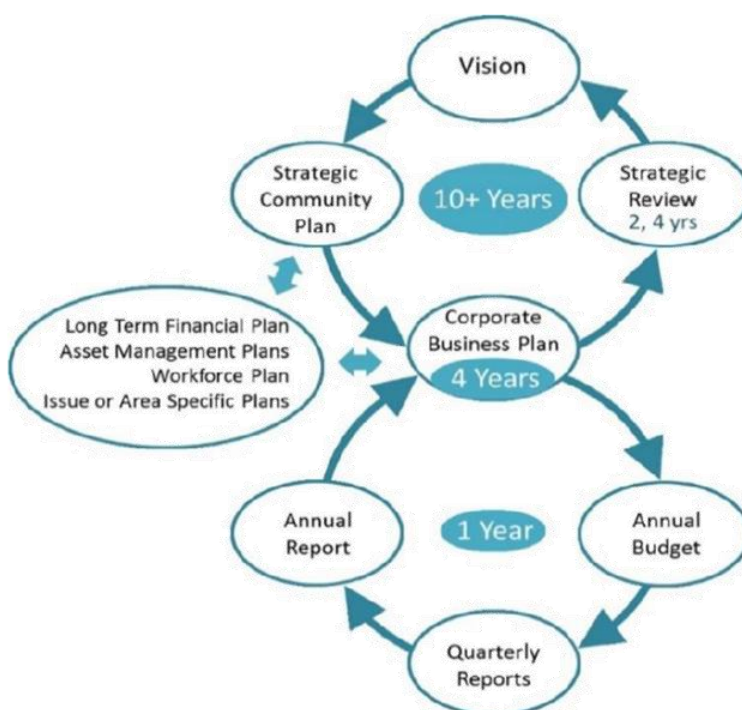 Vision
Strategic
Community
Plan
10+ Years
Strategic
Review
2, 4 yrs
Long Term Financial Plan
Asset Management Plans
Workforce Plan
Issue or Area Specific Plans
Corporate
Business Plan
4 Years
Annual
Report
1 Year
Annual
Budget
Quarterly
Reports